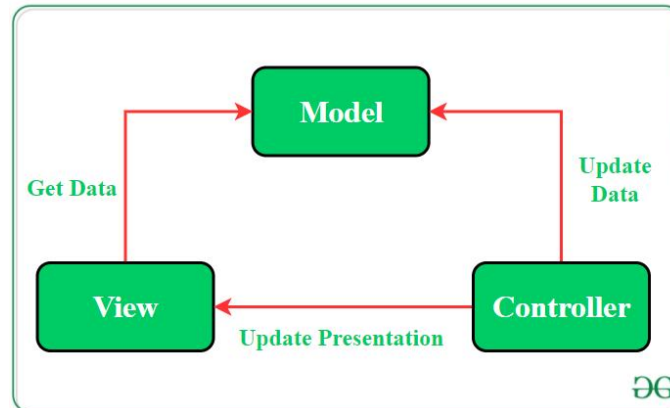 Model
Get Data
Update
Data
View
Controller
Update Presentation